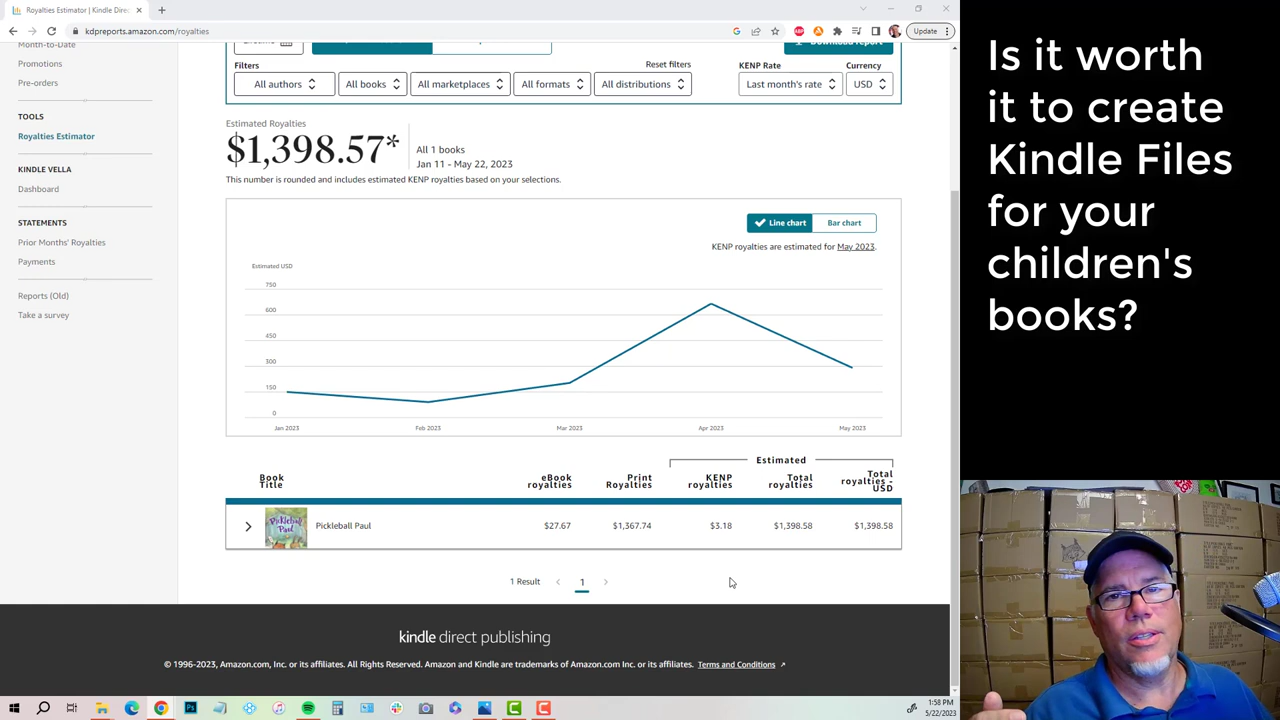 Royalties Estimator | Kindle Direc
kdpreports.amazon.com/royalties
Update
Month-to-Date
Promotions
Pre-orders
TOOLS
Royalties Estimator
KINDLE VELLA
Dashboard
STATEMENTS
Prior Months' Royalties
Payments
Reports (Old)
Take a survey
Download report
Reset filters
Filters
KENP Rate
Currency
All authors
All books
All marketplaces
All formats
All distributions
Last month's rate
USD
Estimated Royalties
$1,398.57*
All 1 books
Jan 11 - May 22, 2023
This number is rounded and includes estimated KENP royalties based on your selections.
Line chart
Bar chart
KENP royalties are estimated for May 2023.
Estimated USD
750
600
450
300
150
0
Jan 2023
Feb 2023
Mar 2023
Apr 2023
May 2023
Estimated
Book Title
eBook royalties
Print Royalties
KENP royalties
Total royalties
Total royalties - USD
Pickleball Paul
Pickleball Paul
$27.67
$1,367.74
$3.18
$1,398.58
$1,398.58
1 Result
1
kindle direct publishing
© 1996-2023, Amazon.com, Inc. or its affiliates. All Rights Reserved. Amazon and Kindle are trademarks of Amazon.com Inc. or its affiliates.
Terms and Conditions
1:58 PM
5/22/2023
Is it worth
it to create
Kindle Files
for your
children's
books?